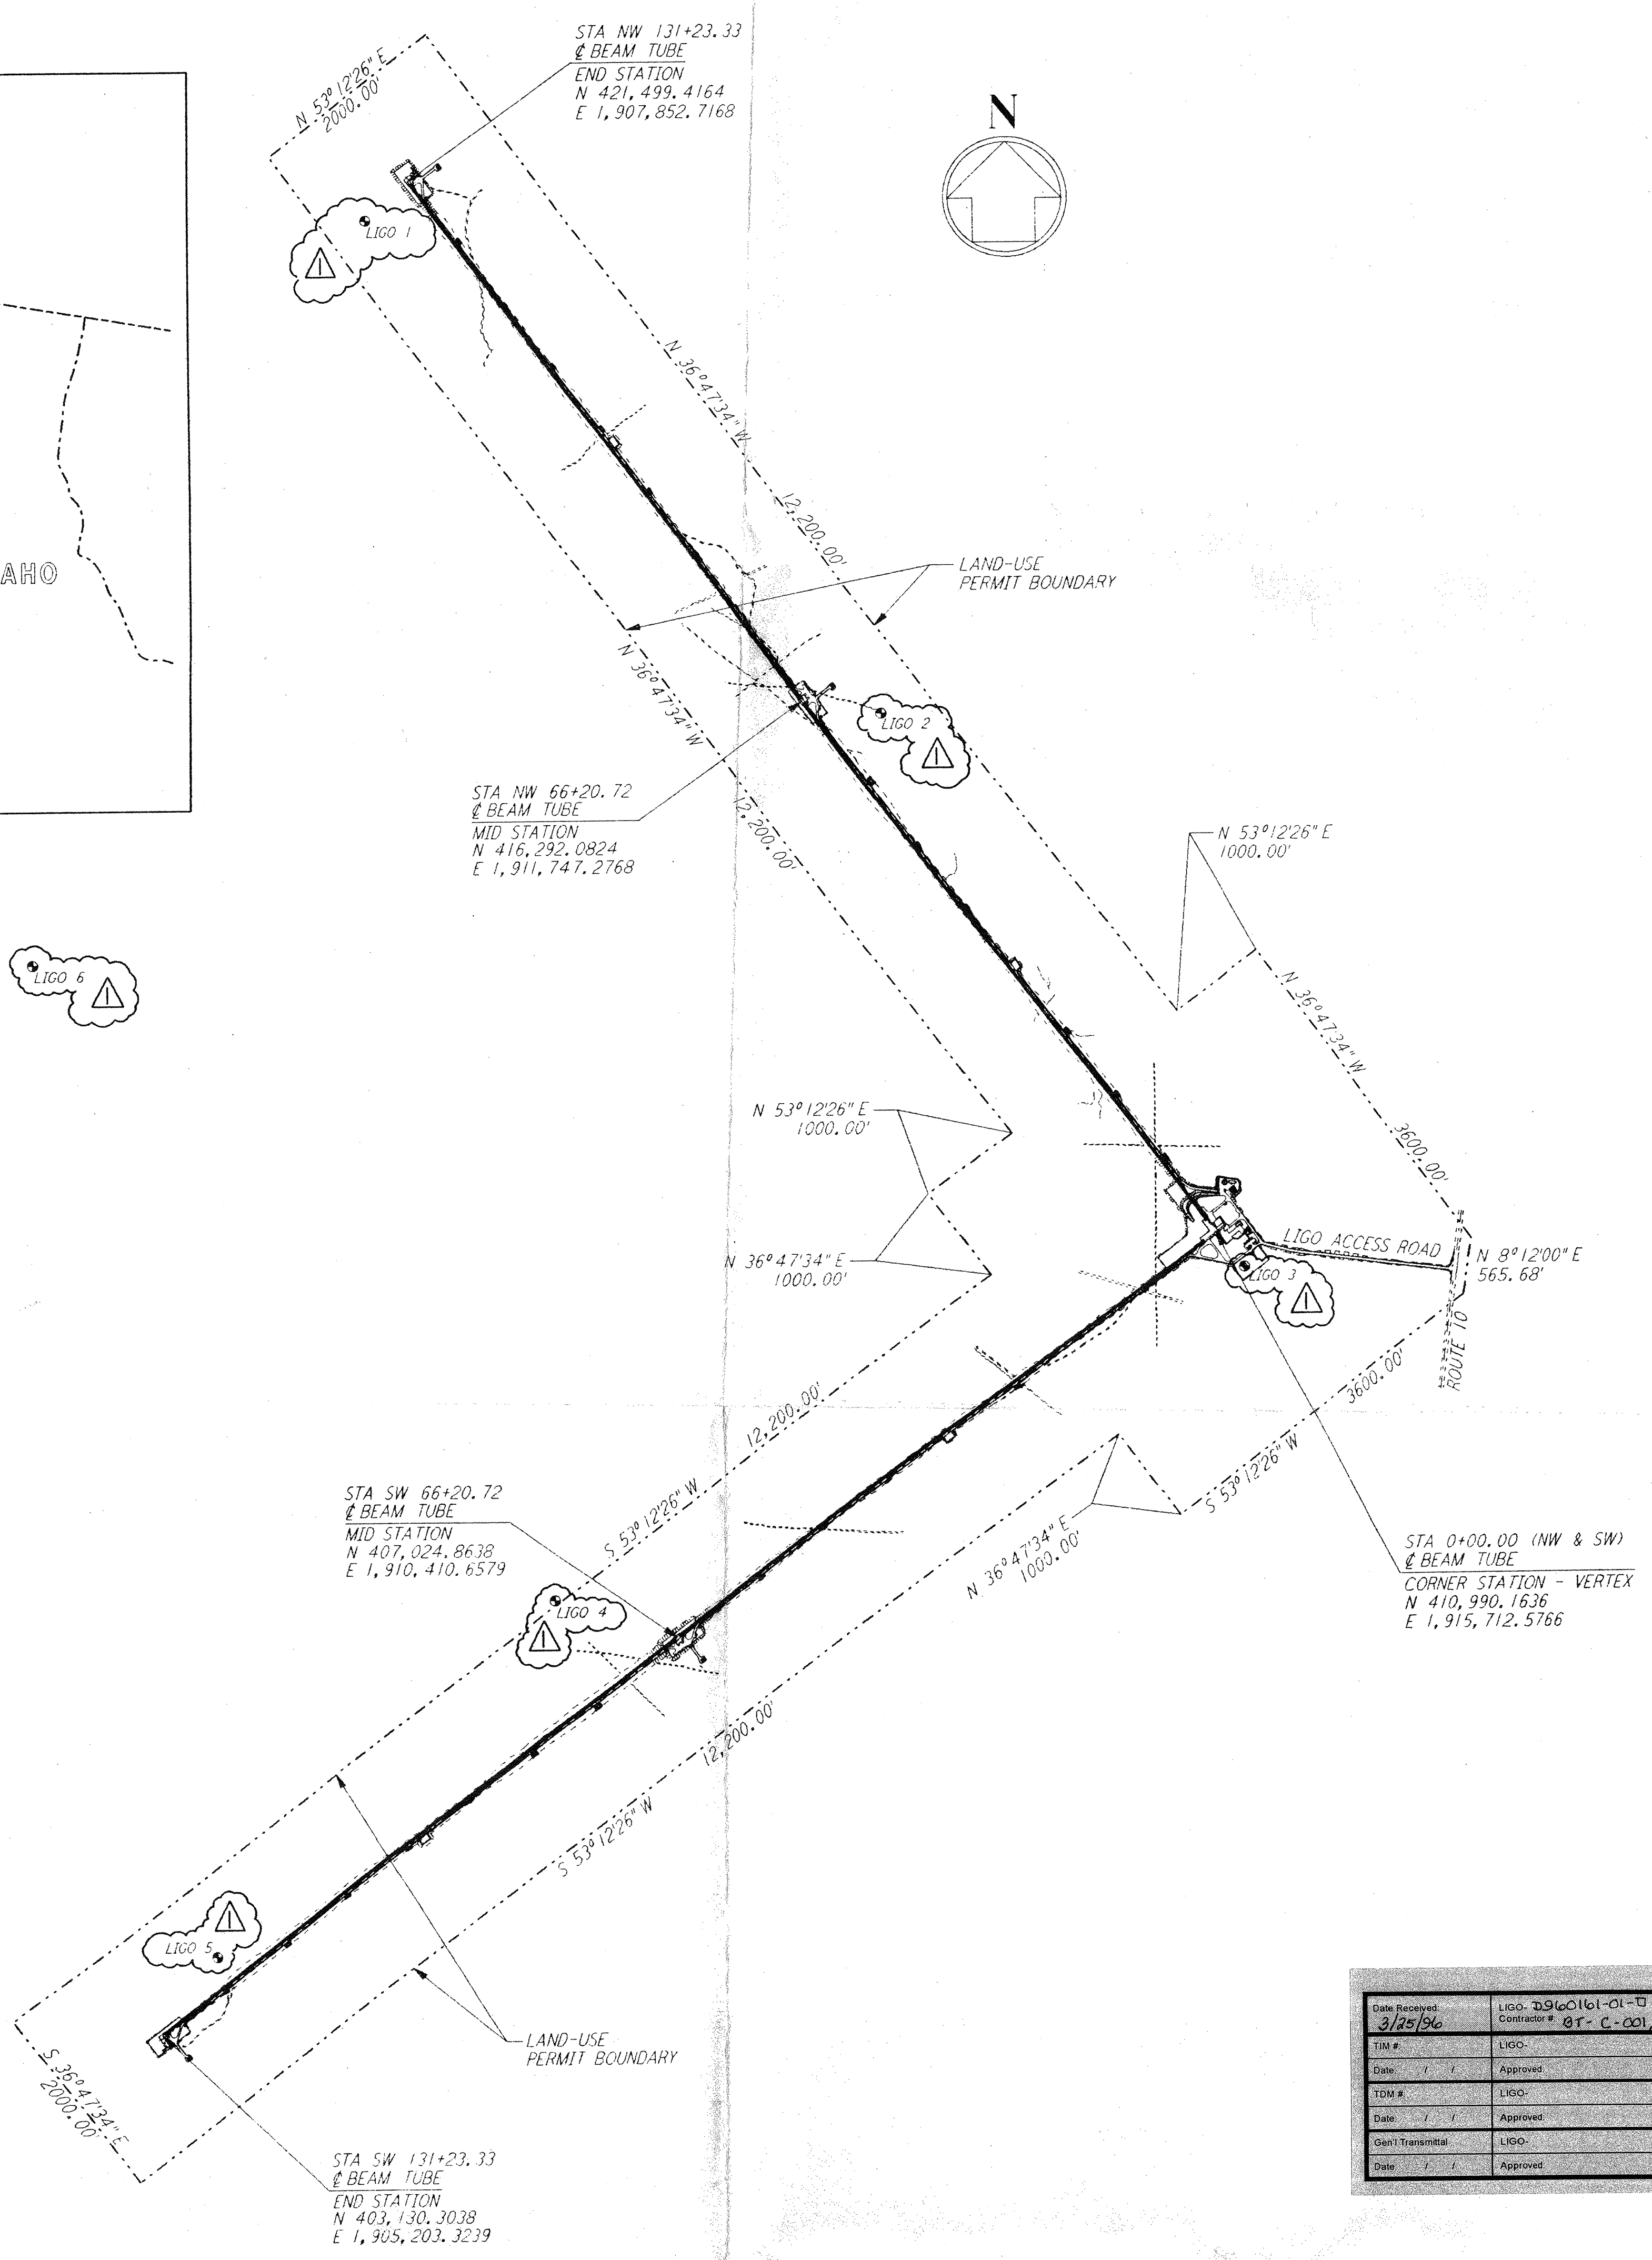 STA NW 131+23.33
℄ BEAM TUBE
END STATION
N 421,499.4164
E 1,907,852.7168
N 53°12'26" E
2000.00'
N
LIGO 1
N 36°47'34" W
12,200.00'
AHO
LAND-USE
PERMIT BOUNDARY
N 36°47'34" W
12,200.00'
LIGO 2
STA NW 66+20.72
℄ BEAM TUBE
MID STATION
N 416,292.0824
E 1,911,747.2768
N 53°12'26" E
1000.00'
LIGO 6
N 36°47'34" W
3600.00'
N 53°12'26" E
1000.00'
N 36°47'34" E
1000.00'
LIGO ACCESS ROAD
N 8°12'00" E
565.68'
LIGO 3
ROUTE 10
3600.00'
S 53°12'26" W
12,200.00'
S 53°12'26" W
N 36°47'34" E
1000.00'
STA SW 66+20.72
℄ BEAM TUBE
MID STATION
N 407,024.8638
E 1,910,410.6579
STA 0+00.00 (NW & SW)
℄ BEAM TUBE
CORNER STATION - VERTEX
N 410,990.1636
E 1,915,712.5766
LIGO 4
12,200.00'
S 53°12'26" W
LIGO 5
LAND-USE
PERMIT BOUNDARY
S 36°47'34" E
2000.00'
STA SW 131+23.33
℄ BEAM TUBE
END STATION
N 403,130.3038
E 1,905,203.3239
Date Received: LIGO- D960161-01-
3/25/96 Contractor # BT-C-001,
TIM # LIGO-
Date / / Approved:
TDM # LIGO-
Date / / Approved:
Gen'l Transmittal LIGO-
Date / / Approved: